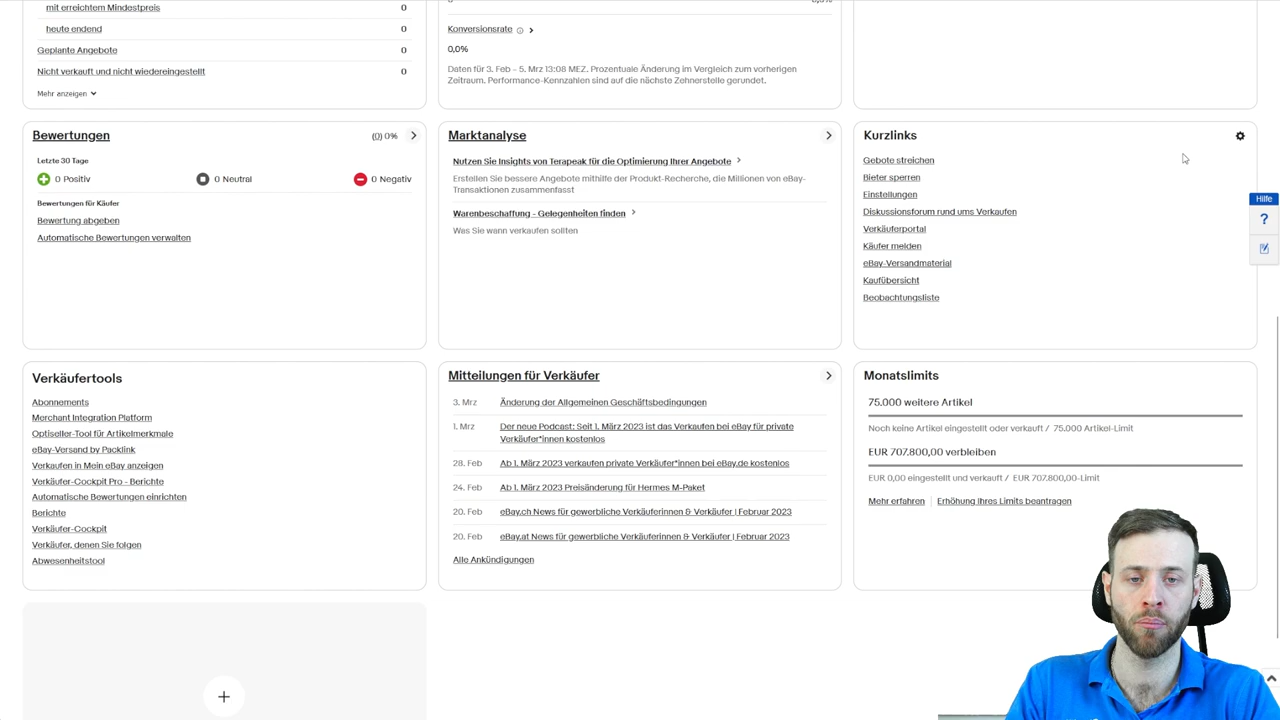 mit erreichtem Mindestpreis 0
heute endend 0
Geplante Angebote 0
Nicht verkauft und nicht wiedereingestellt 0
Mehr anzeigen
Konversionsrate
0,0%
Daten für 3. Feb – 5. Mrz 13:08 MEZ. Prozentuale Änderung im Vergleich zum vorherigen
Zeitraum. Performance-Kennzahlen sind auf die nächste Zehnerstelle gerundet.
Bewertungen (0) 0%
Letzte 30 Tage
0 Positiv 0 Neutral 0 Negativ
Bewertungen für Käufer
Bewertung abgeben
Automatische Bewertungen verwalten
Marktanalyse
Nutzen Sie Insights von Terapeak für die Optimierung Ihrer Angebote
Erstellen Sie bessere Angebote mithilfe der Produkt-Recherche, die Millionen von eBay-
Transaktionen zusammenfasst
Warenbeschaffung - Gelegenheiten finden
Was Sie wann verkaufen sollten
Kurzlinks
Gebote streichen
Bieter sperren
Einstellungen
Diskussionsforum rund ums Verkaufen
Verkäuferportal
Käufer melden
eBay-Versandmaterial
Kaufübersicht
Beobachtungsliste
Hilfe
?
Verkäufertools
Abonnements
Merchant Integration Platform
Optiseller-Tool für Artikelmerkmale
eBay-Versand by Packlink
Verkaufen in Mein eBay anzeigen
Verkäufer-Cockpit Pro - Berichte
Automatische Bewertungen einrichten
Berichte
Verkäufer-Cockpit
Verkäufer, denen Sie folgen
Abwesenheitstool
Mitteilungen für Verkäufer
3. Mrz Änderung der Allgemeinen Geschäftsbedingungen
1. Mrz Der neue Podcast: Seit 1. März 2023 ist das Verkaufen bei eBay für private
Verkäufer*innen kostenlos
28. Feb Ab 1. März 2023 verkaufen private Verkäufer*innen bei eBay.de kostenlos
24. Feb Ab 1. März 2023 Preisänderung für Hermes M-Paket
20. Feb eBay.ch News für gewerbliche Verkäuferinnen & Verkäufer | Februar 2023
20. Feb eBay.at News für gewerbliche Verkäuferinnen & Verkäufer | Februar 2023
Alle Ankündigungen
Monatslimits
75.000 weitere Artikel
Noch keine Artikel eingestellt oder verkauft / 75.000 Artikel-Limit
EUR 707.800,00 verbleiben
EUR 0,00 eingestellt und verkauft / EUR 707.800,00-Limit
Mehr erfahren Erhöhung Ihres Limits beantragen